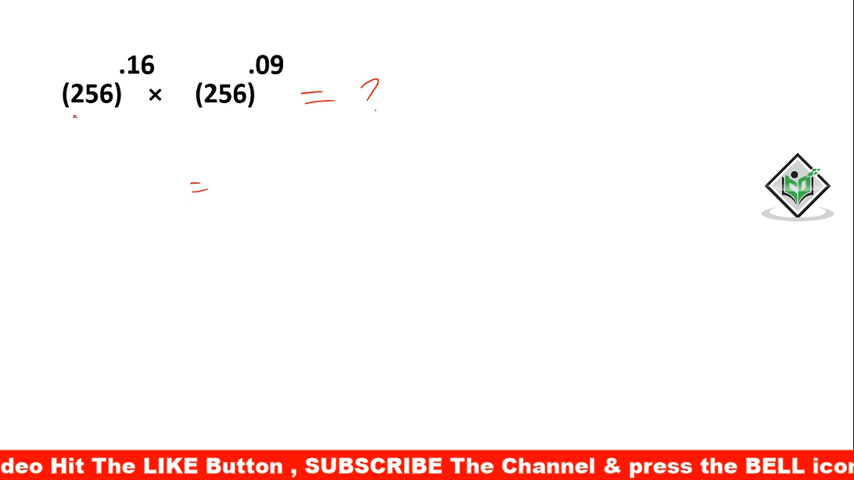 (256)^.16 × (256)^.09 = ?
=
deo Hit The LIKE Button , SUBSCRIBE The Channel & press the BELL icon